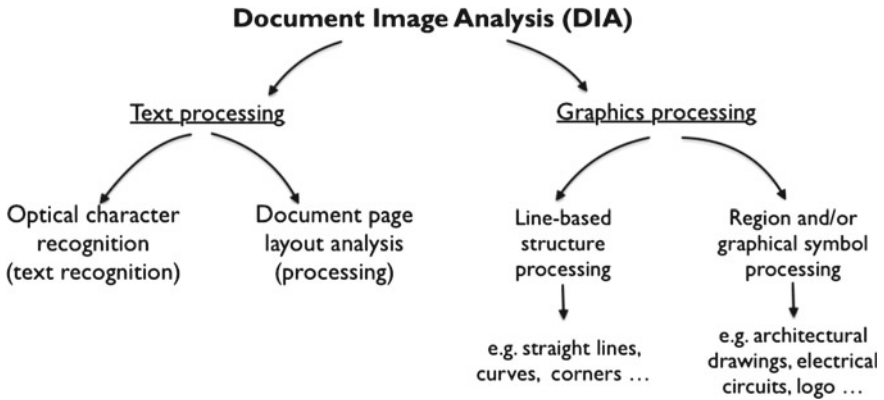 Document Image Analysis (DIA)
Text processing
Graphics processing
Optical character
recognition
(text recognition)
Document page
layout analysis
(processing)
Line-based
structure
processing
Region and/or
graphical symbol
processing
e.g. straight lines,
curves, corners ...
e.g. architectural
drawings, electrical
circuits, logo ...